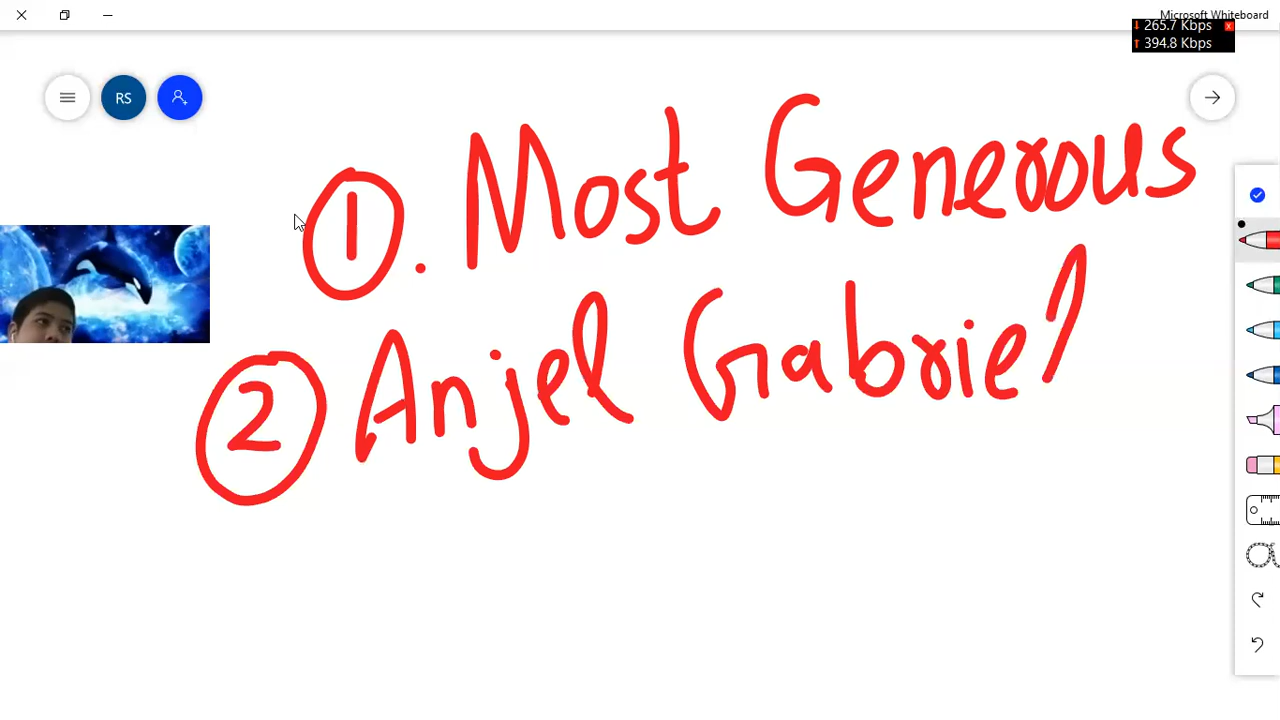 Microsoft Whiteboard
265.7 Kbps
394.8 Kbps
RS
1. Most Generous
2 Anjel Gabriel